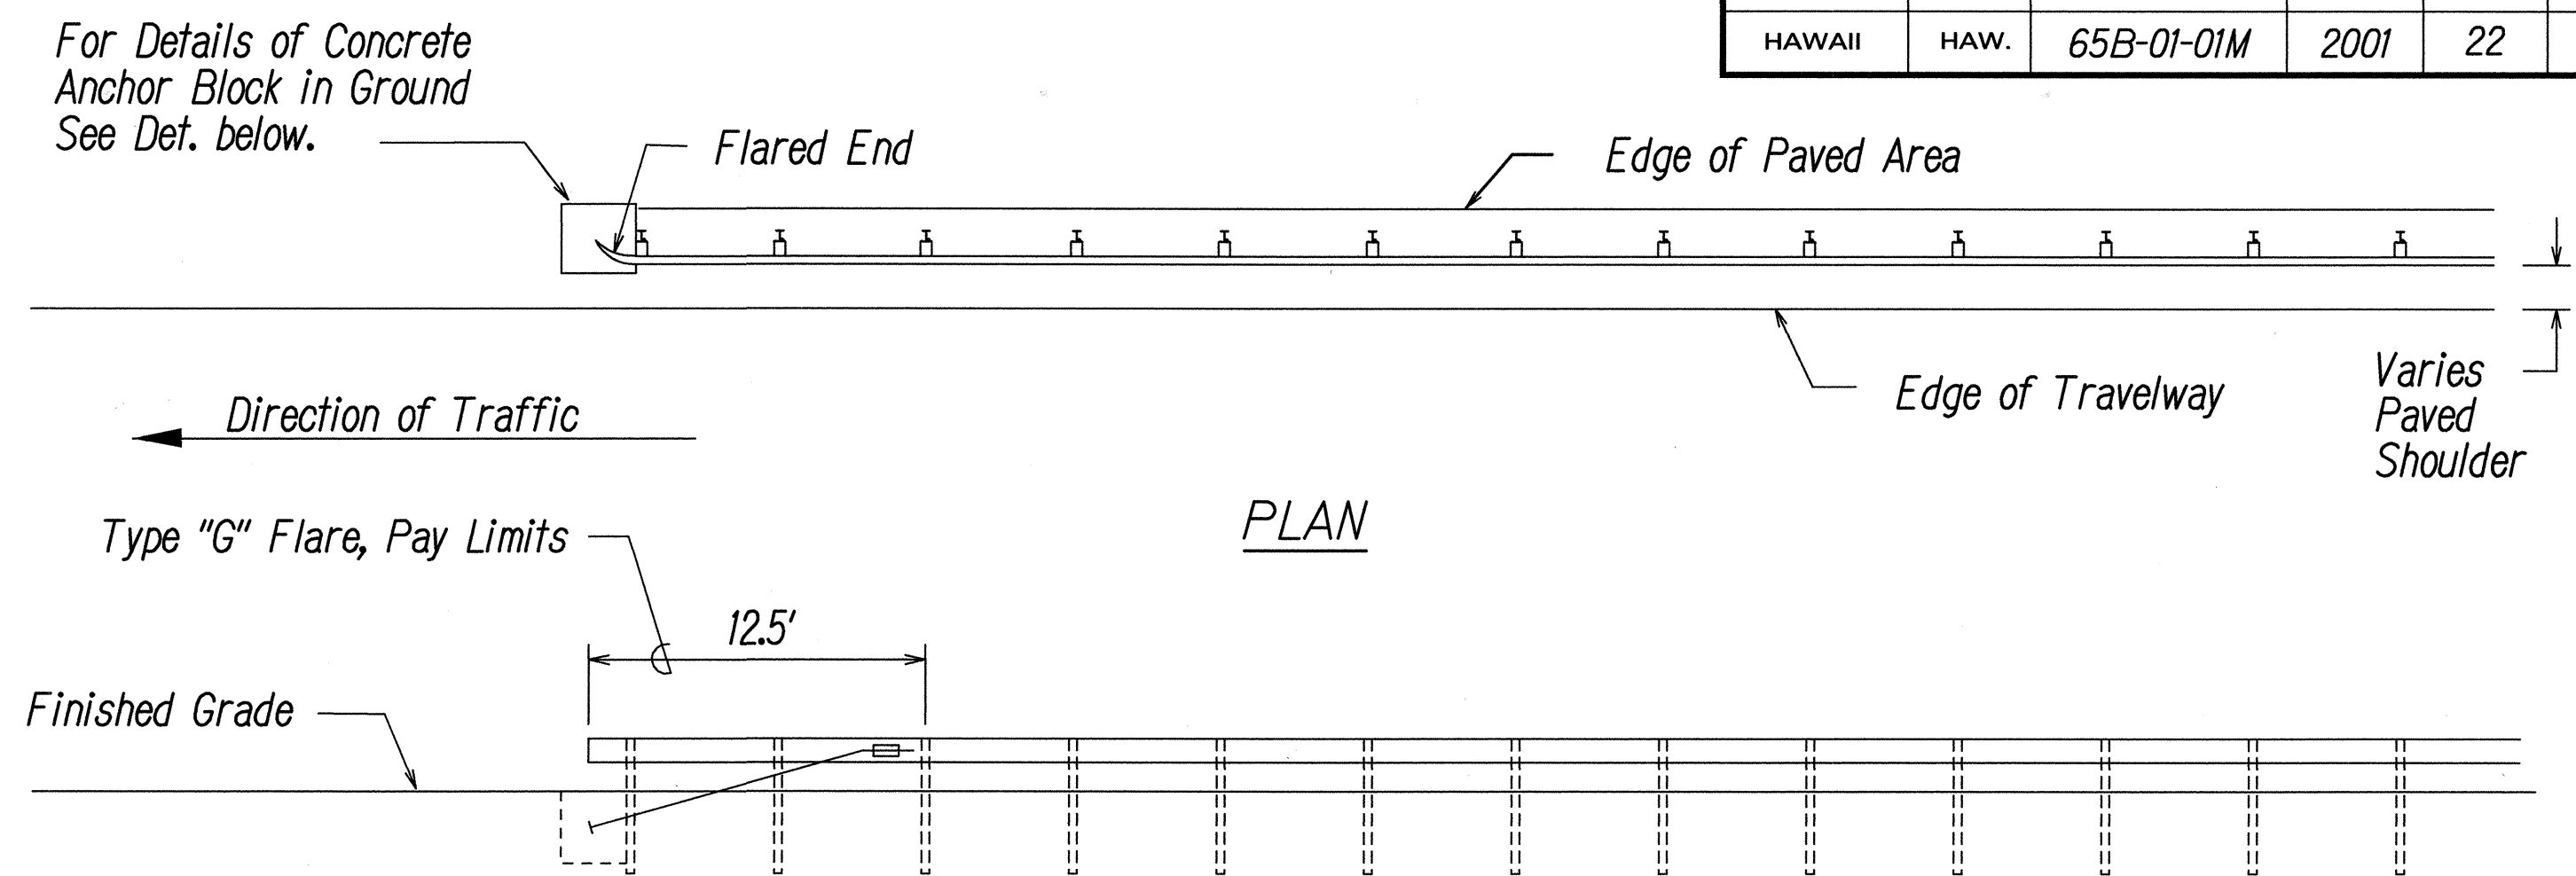 HAWAII HAW. 65B-01-01M 2001 22
For Details of Concrete
Anchor Block in Ground
See Det. below.
Flared End
Edge of Paved Area
Varies
Paved
Shoulder
Edge of Travelway
Direction of Traffic
PLAN
Type "G" Flare, Pay Limits
12.5'
Finished Grade